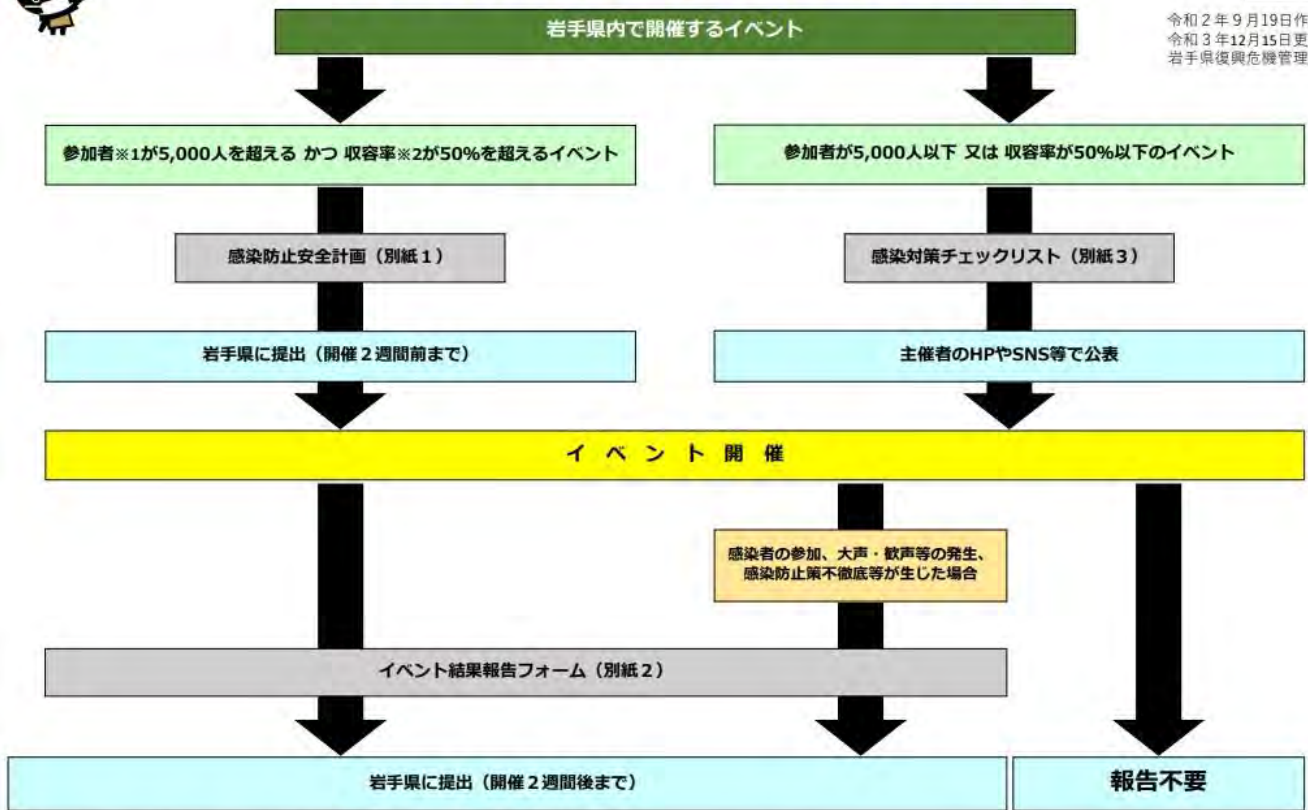 岩手県内で開催するイベント
令和２年９月19日作
令和３年12月15日更
岩手県復興危機管理
参加者※1が5,000人を超える かつ 収容率※2が50%を超えるイベント
参加者が5,000人以下 又は 収容率が50%以下のイベント
感染防止安全計画（別紙１）
感染対策チェックリスト（別紙３）
岩手県に提出（開催２週間前まで）
主催者のHPやSNS等で公表
イ ベ ン ト 開 催
感染者の参加、大声・歓声等の発生、
感染防止策不徹底等が生じた場合
イベント結果報告フォーム（別紙２）
岩手県に提出（開催２週間後まで）
報告不要